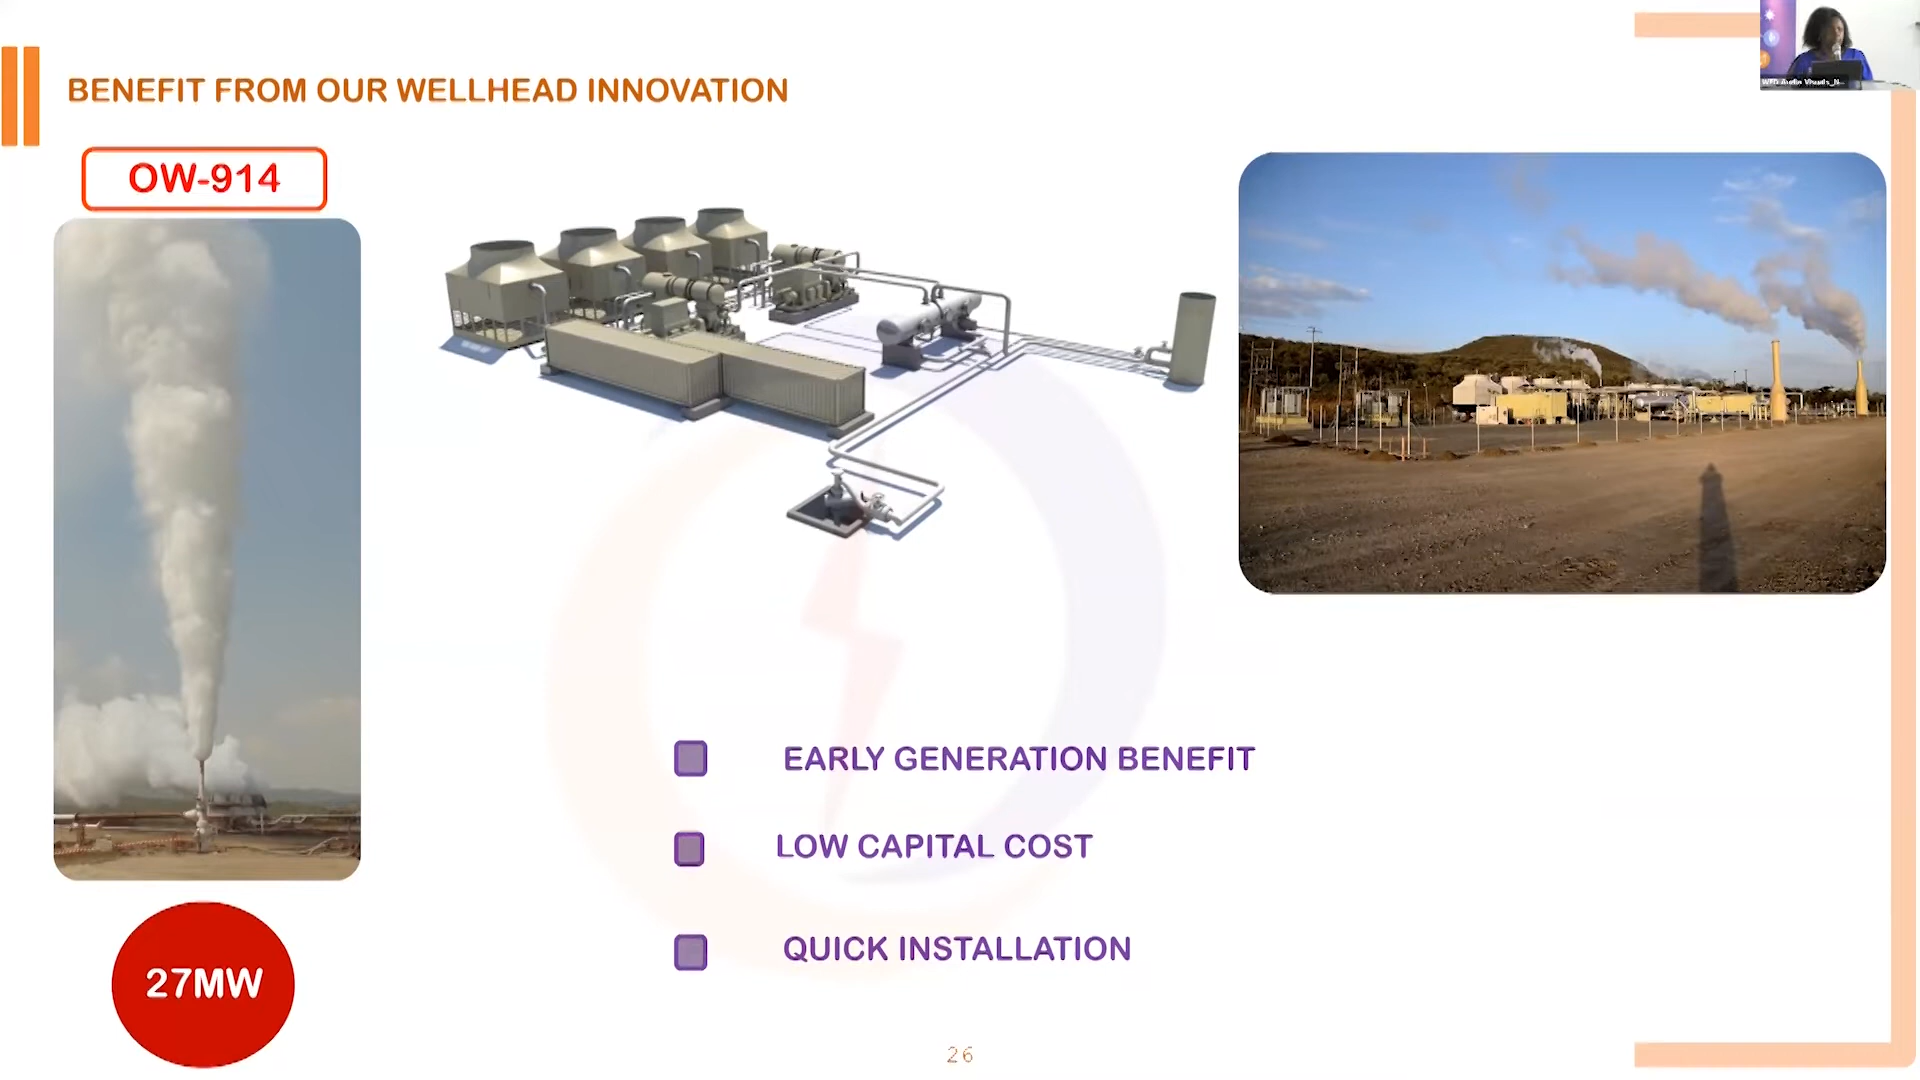 BENEFIT FROM OUR WELLHEAD INNOVATION
OW-914
27MW
EARLY GENERATION BENEFIT
LOW CAPITAL COST
QUICK INSTALLATION
26